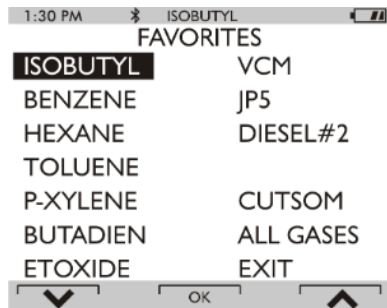 1:30 PM ISOBUTYL
FAVORITES
ISOBUTYL VCM
BENZENE JP5
HEXANE DIESEL#2
TOLUENE
P-XYLENE CUTSOM
BUTADIEN ALL GASES
ETOXIDE EXIT
OK